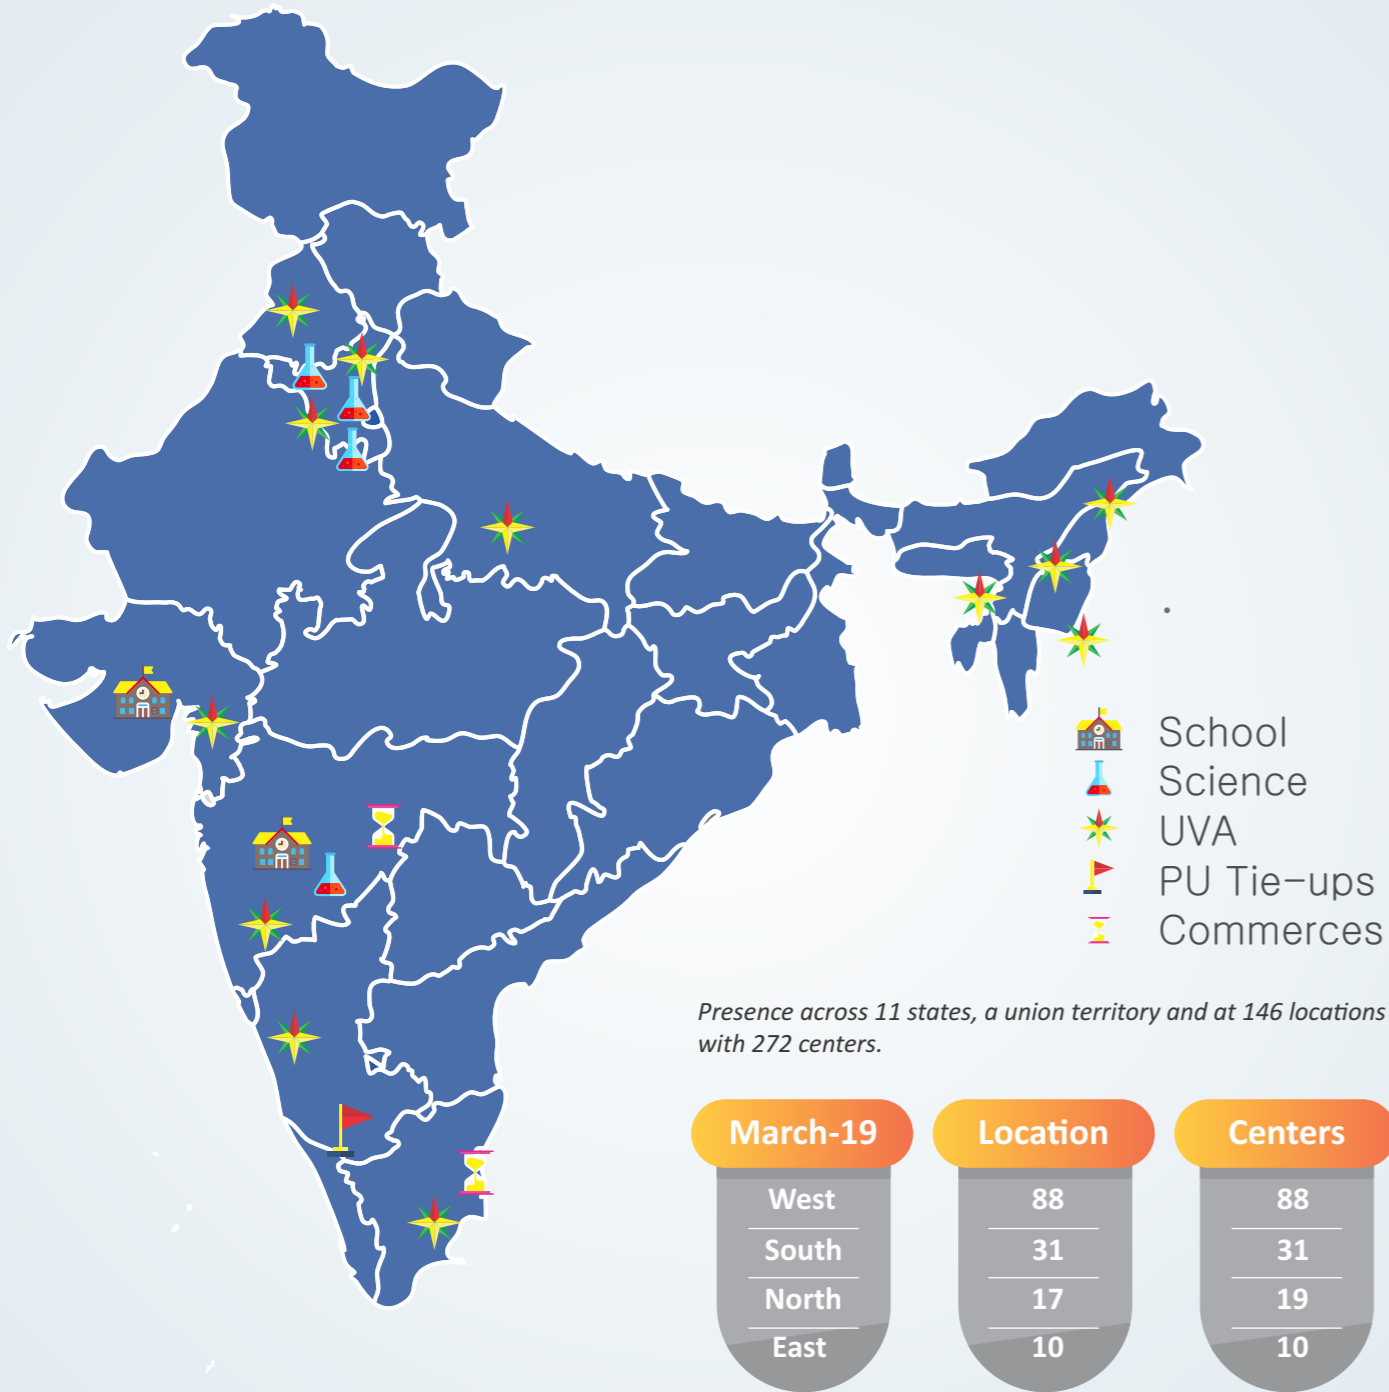 School
Science
UVA
PU Tie-ups
Commerces
Presence across 11 states, a union territory and at 146 locations
with 272 centers.
March-19 Location Centers
West 88 88
South 31 31
North 17 19
East 10 10